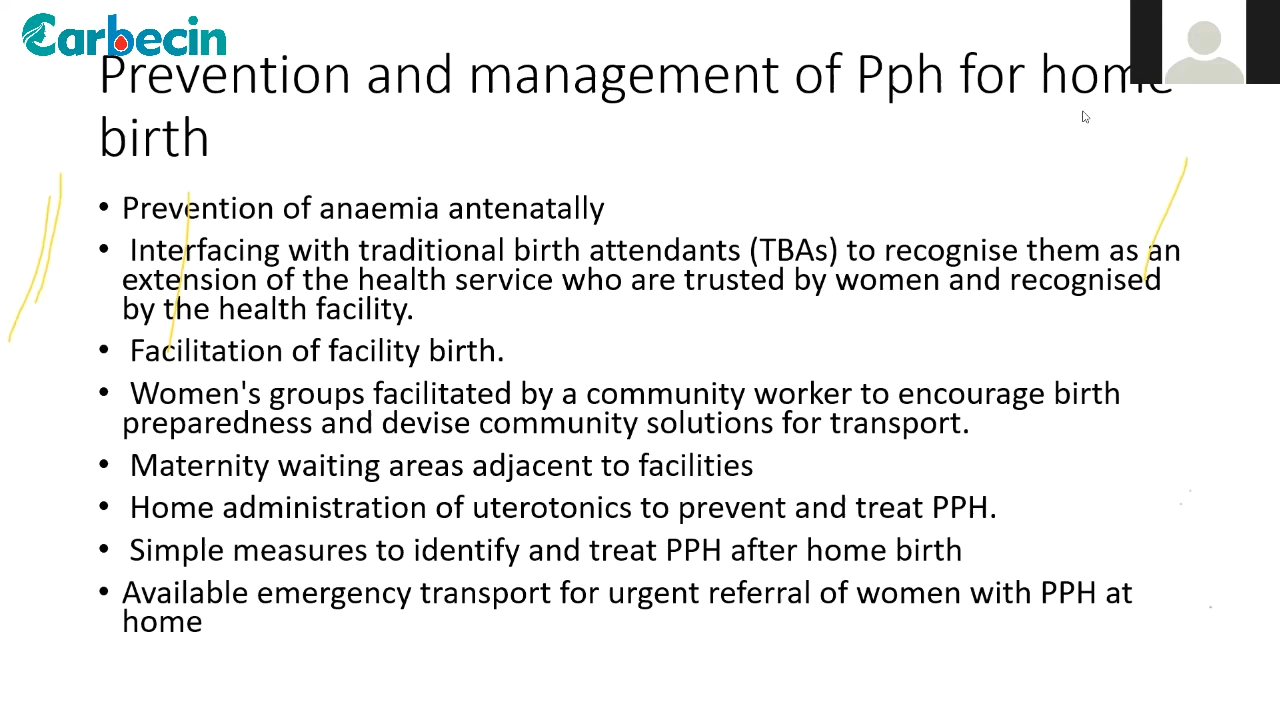 Carbecin
Prevention and management of Pph for home
birth
• Prevention of anaemia antenatally
• Interfacing with traditional birth attendants (TBAs) to recognise them as an
extension of the health service who are trusted by women and recognised
by the health facility.
• Facilitation of facility birth.
• Women's groups facilitated by a community worker to encourage birth
preparedness and devise community solutions for transport.
• Maternity waiting areas adjacent to facilities
• Home administration of uterotonics to prevent and treat PPH.
• Simple measures to identify and treat PPH after home birth
• Available emergency transport for urgent referral of women with PPH at
home